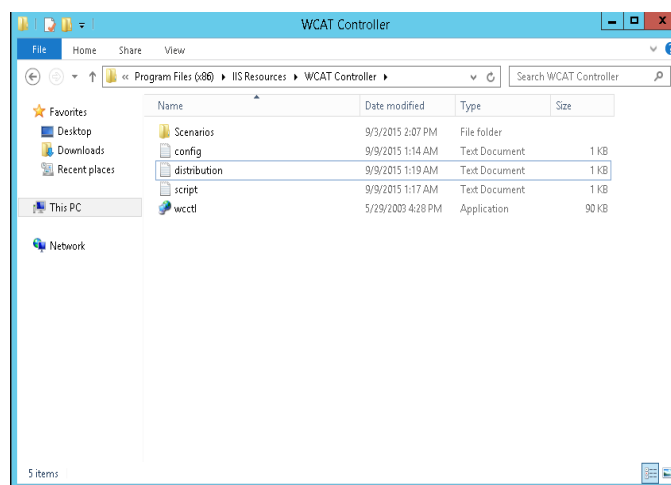 WCAT Controller
File Home Share View
« Program Files (x86) IIS Resources WCAT Controller Search WCAT Controller
Name Date modified Type Size
Favorites
Desktop
Downloads
Recent places
This PC
Network
Scenarios 9/3/2015 2:07 PM File folder
config 9/9/2015 1:14 AM Text Document 1 KB
distribution 9/9/2015 1:19 AM Text Document 1 KB
script 9/9/2015 1:17 AM Text Document 1 KB
wcctl 5/29/2003 4:28 PM Application 90 KB
5 items